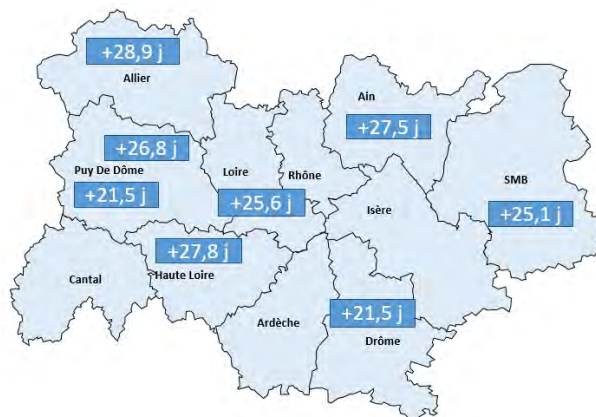 +28,9 j
Allier
Ain
+27,5 j
+26,8 j
Puy De Dôme
+21,5 j
Loire
Rhône
+25,6 j
SMB
+25,1 j
Isère
+27,8 j
Haute Loire
Cantal
Ardèche
+21,5 j
Drôme